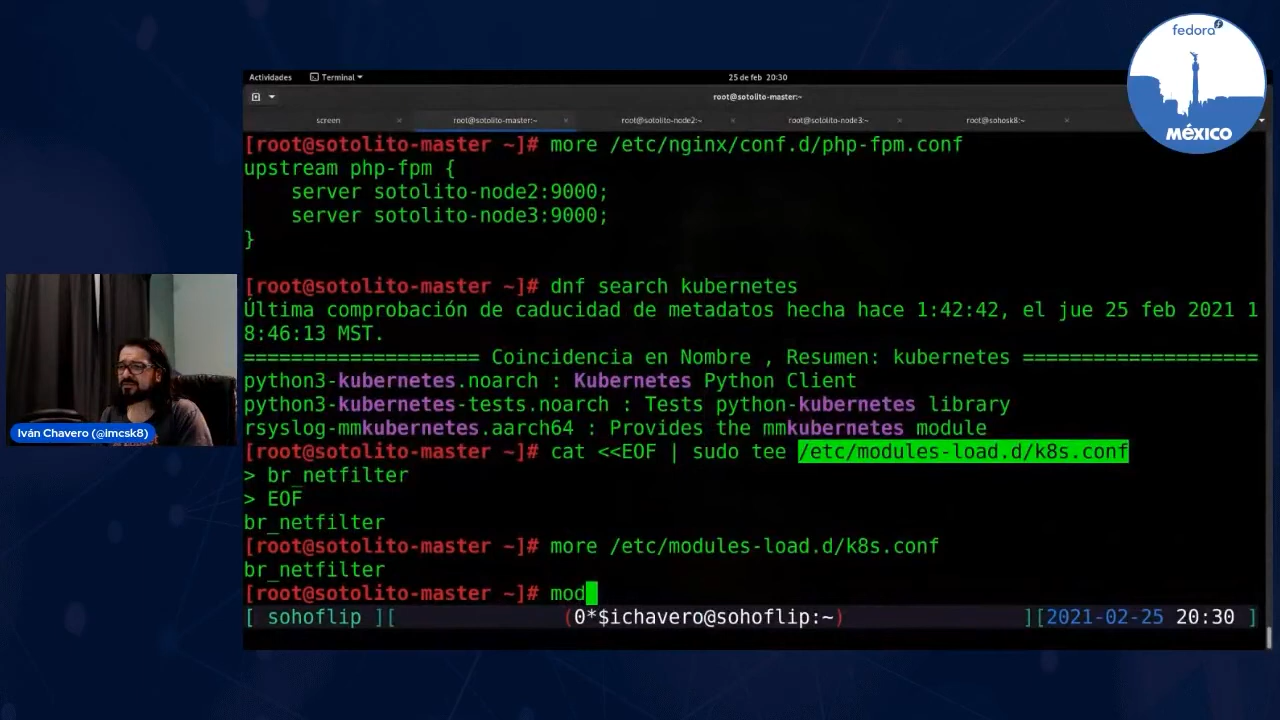 fedora
MÉXICO
Actividades Terminal 25 de feb 20:30
root@sotolito-master:~
screen × root@sotolito-master:~ × root@sotolito-node2:~ × root@sotolito-node3:~ × root@sohosk8:~ ×
[root@sotolito-master ~]# more /etc/nginx/conf.d/php-fpm.conf
upstream php-fpm {
server sotolito-node2:9000;
server sotolito-node3:9000;
}
[root@sotolito-master ~]# dnf search kubernetes
Última comprobación de caducidad de metadatos hecha hace 1:42:42, el jue 25 feb 2021 1
8:46:13 MST.
==================== Coincidencia en Nombre , Resumen: kubernetes =====================
python3-kubernetes.noarch : Kubernetes Python Client
python3-kubernetes-tests.noarch : Tests python-kubernetes library
rsyslog-mmkubernetes.aarch64 : Provides the mmkubernetes module
[root@sotolito-master ~]# cat <<EOF | sudo tee /etc/modules-load.d/k8s.conf
> br_netfilter
> EOF
br_netfilter
[root@sotolito-master ~]# more /etc/modules-load.d/k8s.conf
br_netfilter
[root@sotolito-master ~]# mod
[ sohoflip ][ (0*$ichavero@sohoflip:~) ][2021-02-25 20:30 ]
Iván Chavero (@imcsk8)